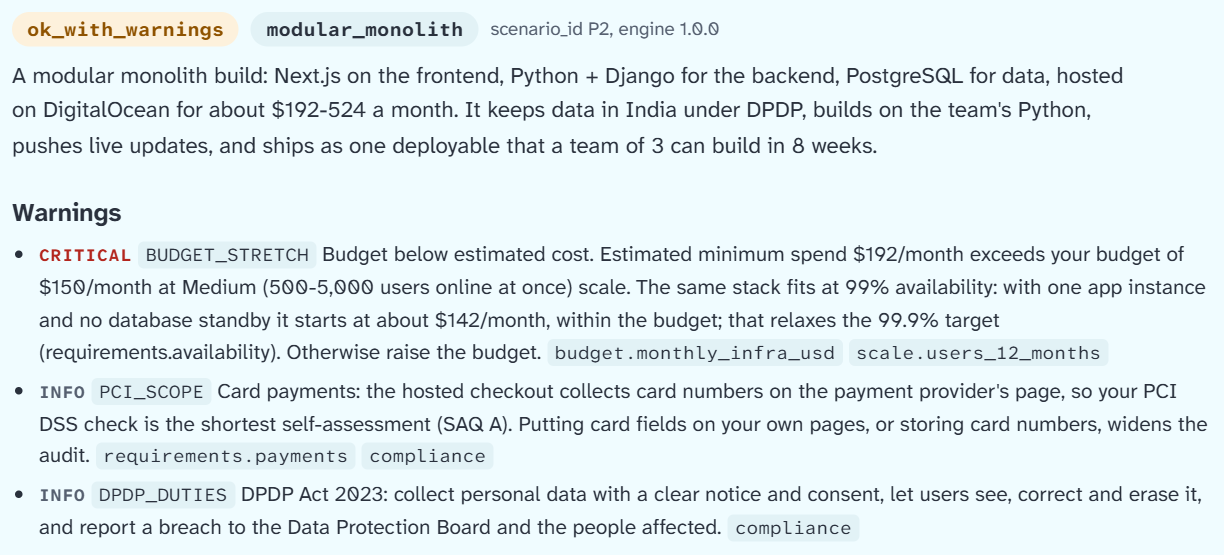 ok_with_warnings modular_monolith scenario_id P2, engine 1.0.0
A modular monolith build: Next.js on the frontend, Python + Django for the backend, PostgreSQL for data, hosted
on DigitalOcean for about $192-524 a month. It keeps data in India under DPDP, builds on the team's Python,
pushes live updates, and ships as one deployable that a team of 3 can build in 8 weeks.
Warnings
• CRITICAL BUDGET_STRETCH Budget below estimated cost. Estimated minimum spend $192/month exceeds your budget of
$150/month at Medium (500-5,000 users online at once) scale. The same stack fits at 99% availability: with one app instance
and no database standby it starts at about $142/month, within the budget; that relaxes the 99.9% target
(requirements.availability). Otherwise raise the budget. budget.monthly_infra_usd scale.users_12_months
• INFO PCI_SCOPE Card payments: the hosted checkout collects card numbers on the payment provider's page, so your PCI
DSS check is the shortest self-assessment (SAQ A). Putting card fields on your own pages, or storing card numbers, widens the
audit. requirements.payments compliance
• INFO DPDP_DUTIES DPDP Act 2023: collect personal data with a clear notice and consent, let users see, correct and erase it,
and report a breach to the Data Protection Board and the people affected. compliance